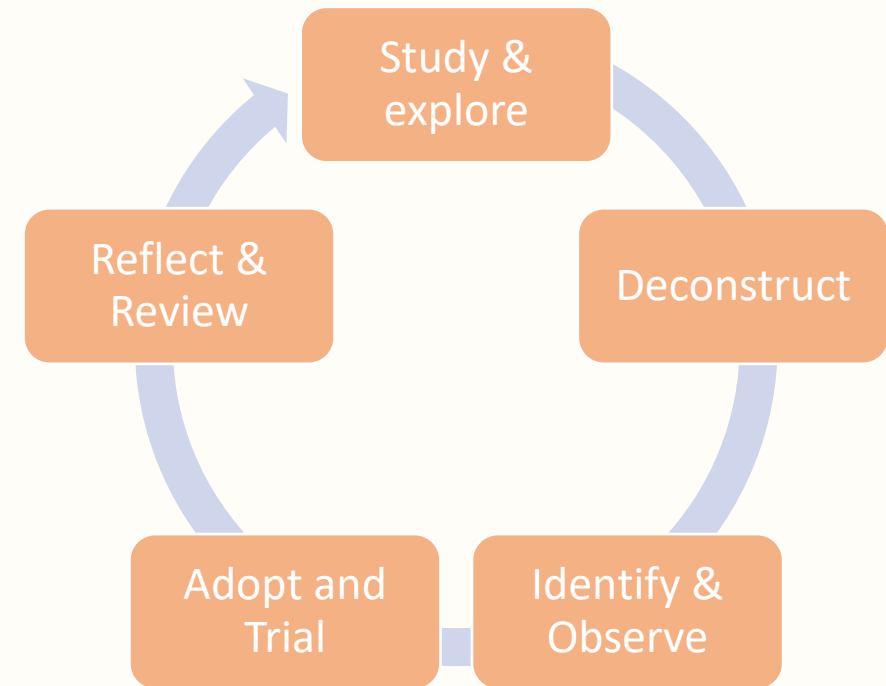 Study &
explore
Deconstruct
Identify &
Observe
Adopt and
Trial
Reflect &
Review